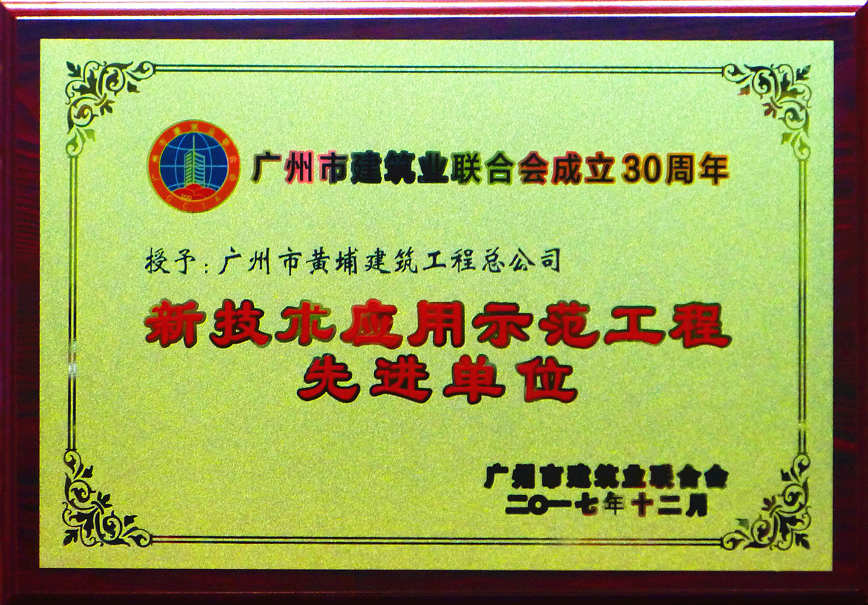 广州市建筑业联合会成立30周年
授予：广州市黄埔建筑工程总公司
新技术应用示范工程
先进单位
广州市建筑业联合会
二〇一七年十二月